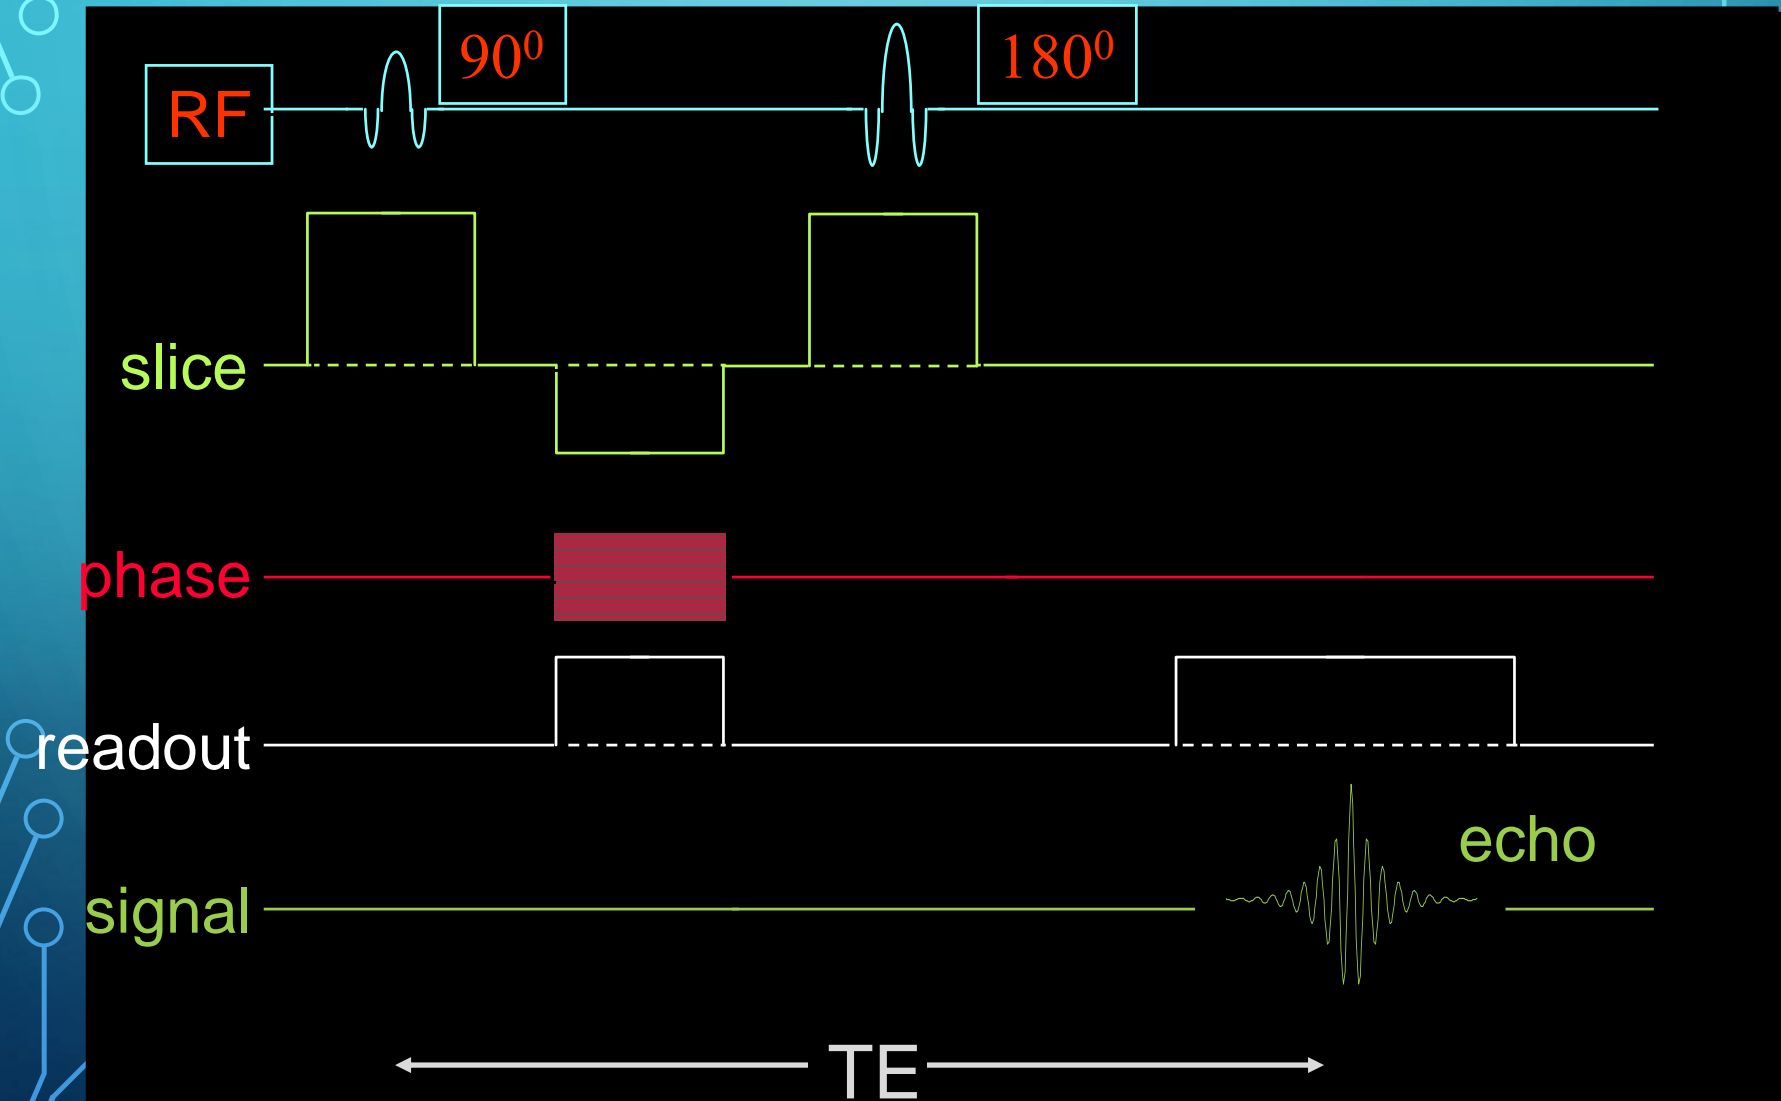 90⁰
180⁰
RF
slice
phase
readout
echo
signal
TE